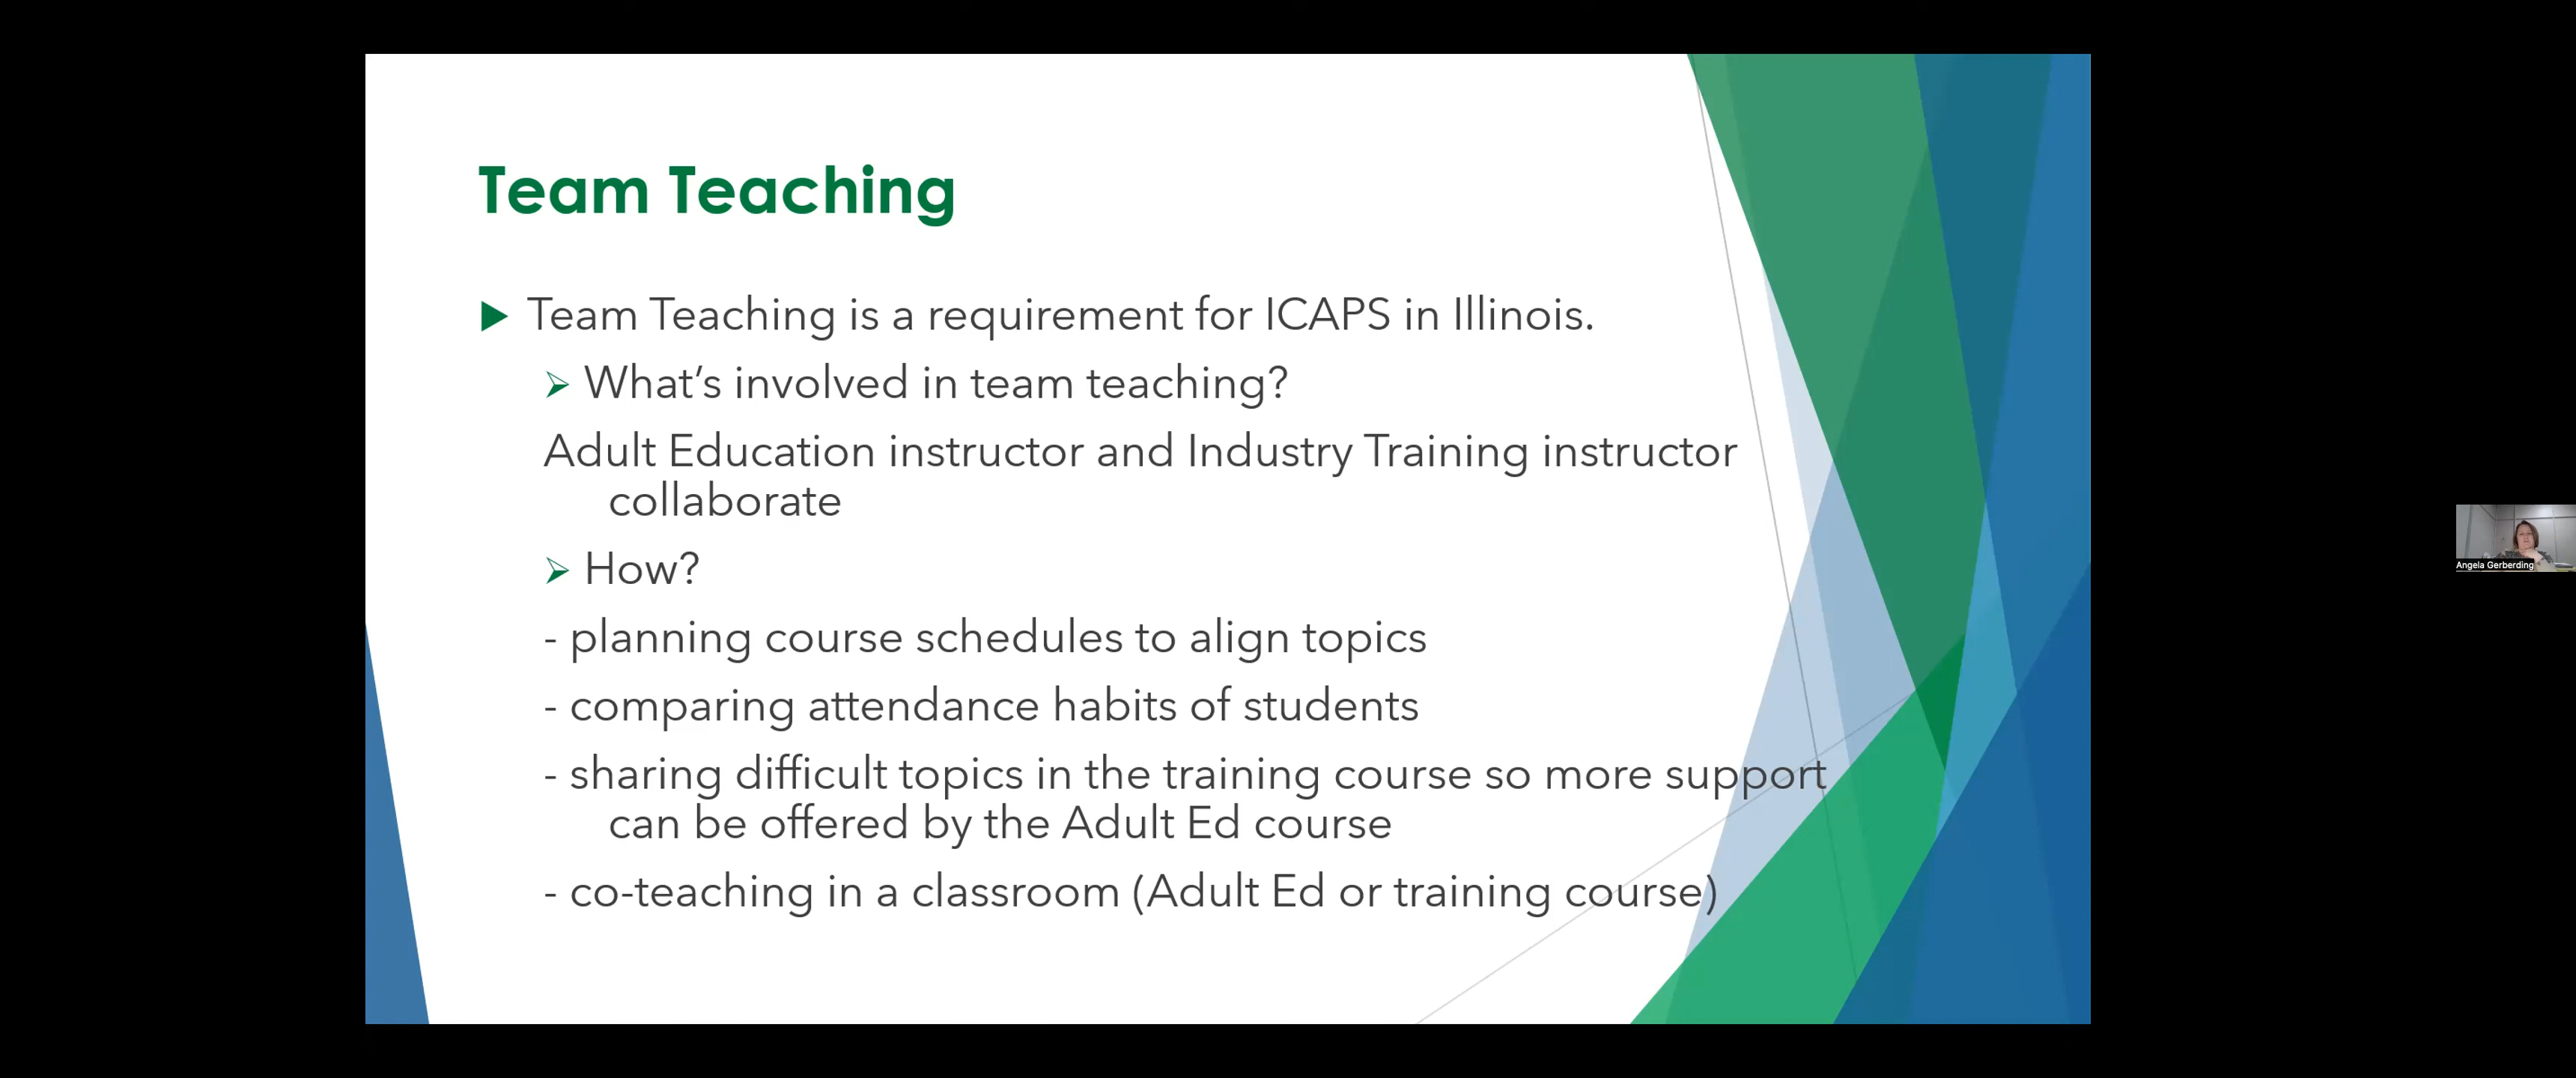 Team Teaching
Team Teaching is a requirement for ICAPS in Illinois.
What's involved in team teaching?
Adult Education instructor and Industry Training instructor
collaborate
How?
- planning course schedules to align topics
- comparing attendance habits of students
- sharing difficult topics in the training course so more support
can be offered by the Adult Ed course
- co-teaching in a classroom (Adult Ed or training course)
Angela Gerberding